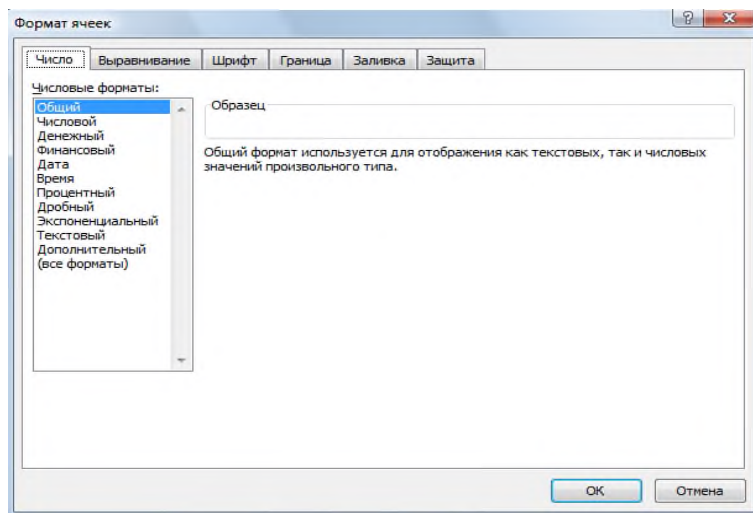 Формат ячеек
Число Выравнивание Шрифт Граница Заливка Защита
Числовые форматы:
Общий
Числовой
Денежный
Финансовый
Дата
Время
Процентный
Дробный
Экспоненциальный
Текстовый
Дополнительный
(все форматы)
Образец
Общий формат используется для отображения как текстовых, так и числовых
значений произвольного типа.
ОК Отмена